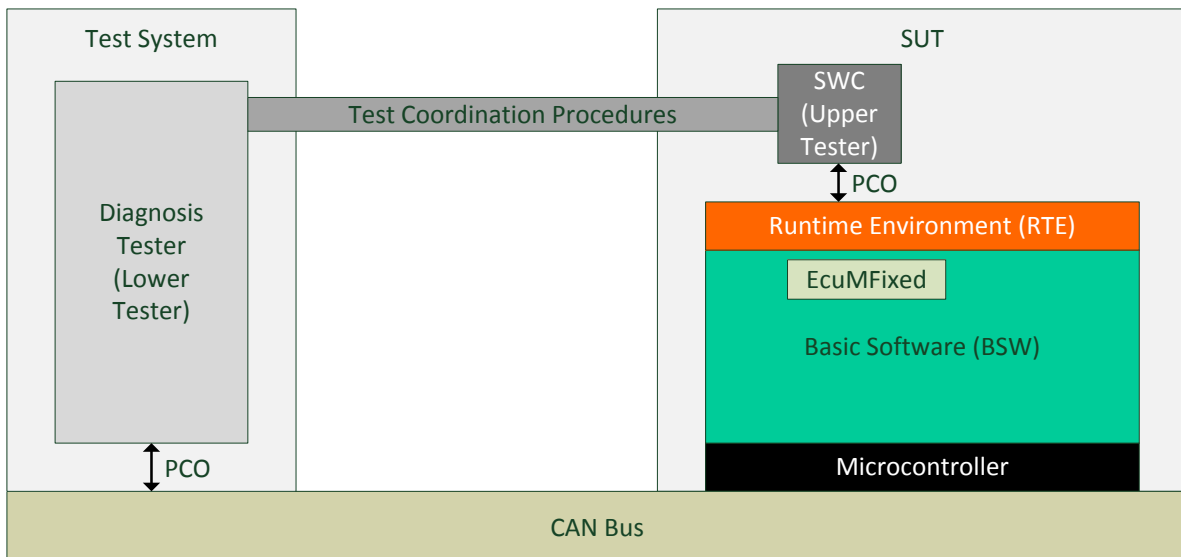 Test System
SUT
SWC
(Upper
Tester)
Test Coordination Procedures
PCO
Diagnosis
Tester
(Lower
Tester)
Runtime Environment (RTE)
EcuMFixed
Basic Software (BSW)
PCO
Microcontroller
CAN Bus